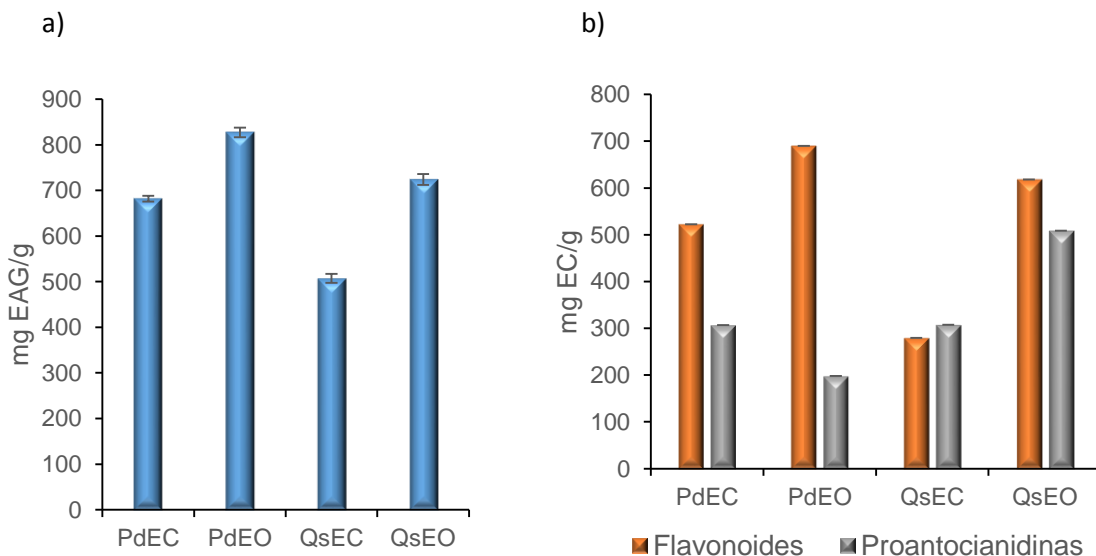 a)
mg EAG/g
900
800
700
600
500
400
300
200
100
0
PdEC PdEO QsEC QsEO
b)
mg EC/g
800
700
600
500
400
300
200
100
0
PdEC PdEO QsEC QsEO
Flavonoides Proantocianidinas